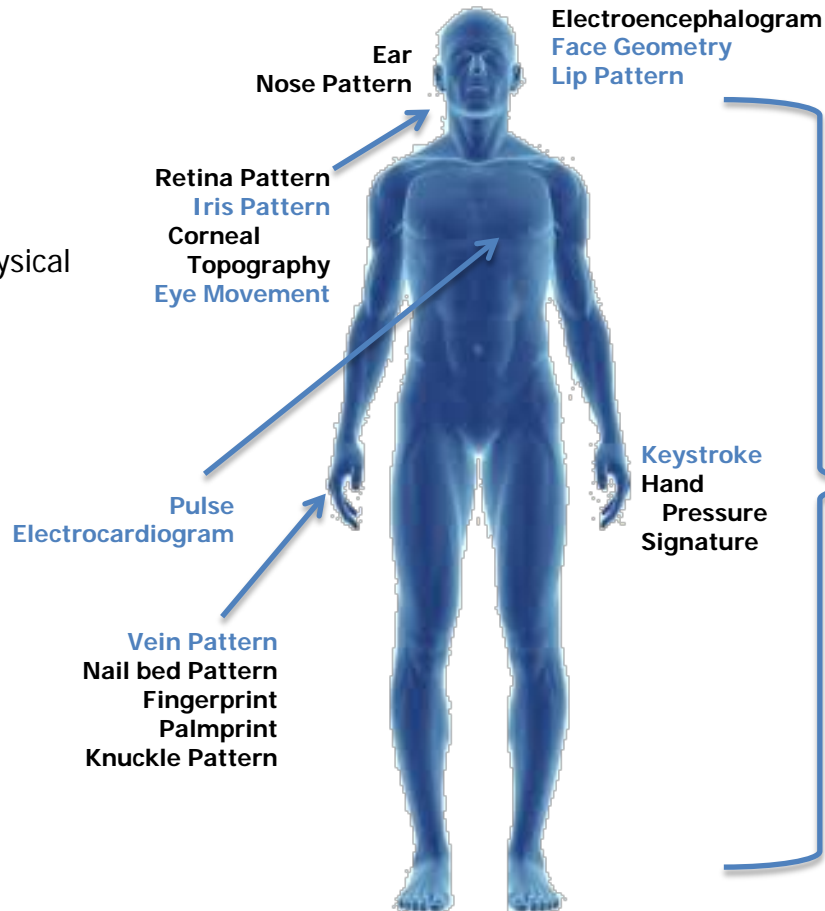 Electroencephalogram
Face Geometry
Lip Pattern
Ear
Nose Pattern
Retina Pattern
Iris Pattern
Corneal
Topography
Eye Movement
ysical
Keystroke
Hand
Pressure
Signature
Pulse
Electrocardiogram
Vein Pattern
Nail bed Pattern
Fingerprint
Palmprint
Knuckle Pattern